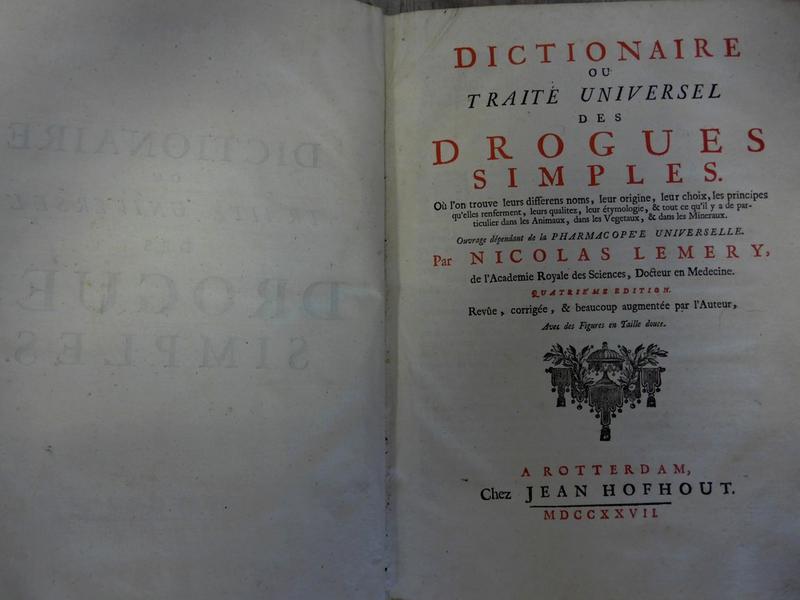 DICTIONAIRE
OU
TRAITÉ UNIVERSEL
DES
DROGUES
SIMPLES.
Où l'on trouve leurs differens noms, leur origine, leur choix, les principes
qu'elles renferment, leurs qualitez, leur étymologie, & tout ce qu'il y a de par-
ticulier dans les Animaux, dans les Vegetaux, & dans les Mineraux.
Ouvrage dépendant de la PHARMACOPE'E UNIVERSELLE.
Par NICOLAS LEMERY,
de l'Academie Royale des Sciences, Docteur en Medecine.
QUATRIEME EDITION.
Revûe, corrigée, & beaucoup augmentée par l'Auteur,
Avec des Figures en Taille douce.
A ROTTERDAM,
Chez JEAN HOFHOUT.
MDCCXXVII.